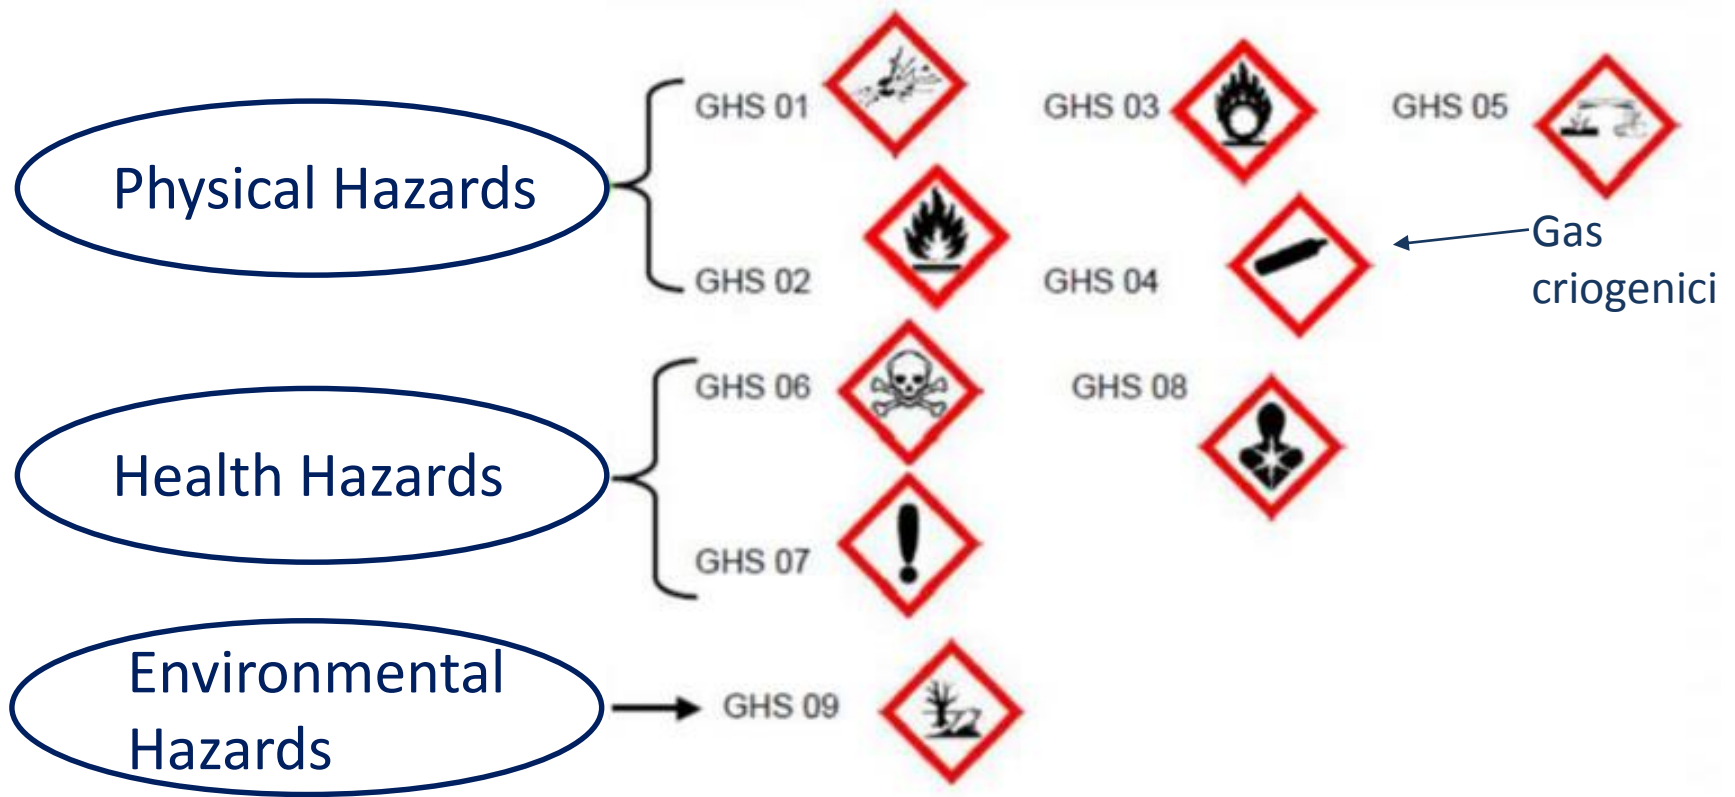 Physical Hazards
GHS 01
GHS 03
GHS 05
GHS 02
GHS 04
Gas
criogenici
Health Hazards
GHS 06
GHS 08
GHS 07
Environmental
Hazards
GHS 09